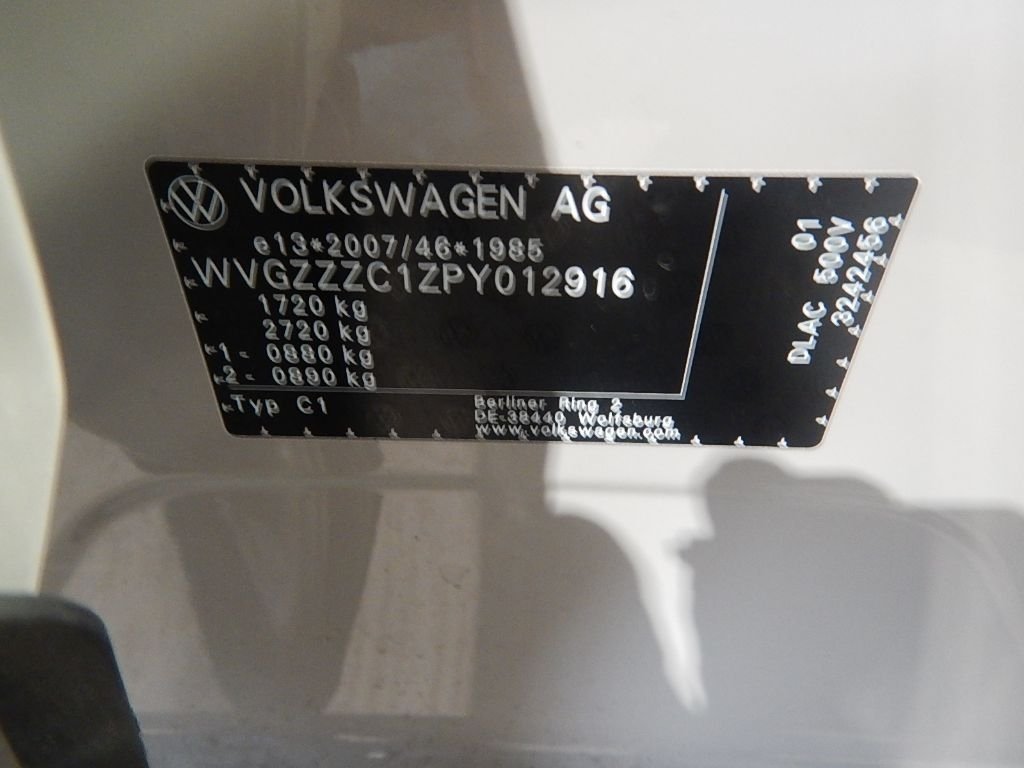 VOLKSWAGEN AG
e13*2007/46*1985
WVGZZZC1ZPY012916
1720 kg
2720 kg
1- 0880 kg
2- 0890 kg
Typ C1
Berliner Ring 2
DE-38440 Wolfsburg
www.volkswagen.com
01
DLAC 500V
3242456